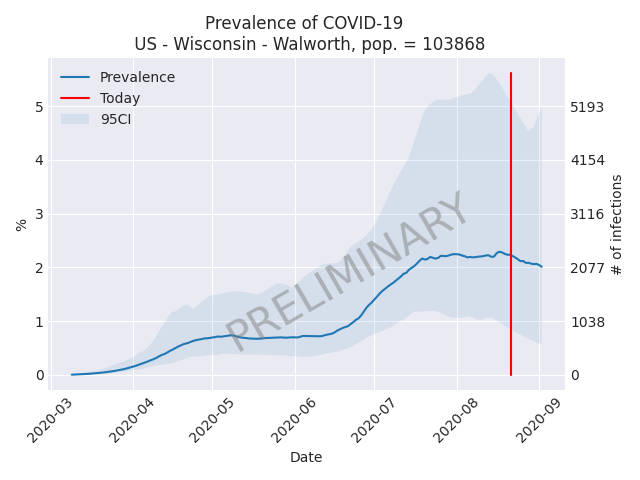 Prevalence of COVID-19
US - Wisconsin - Walworth, pop. = 103868
Prevalence
Today
95CI
PRELIMINARY
%
5
4
3
2
1
0
5193
4154
3116
2077
1038
0
# of infections
2020-03
2020-04
2020-05
2020-06
2020-07
2020-08
2020-09
Date